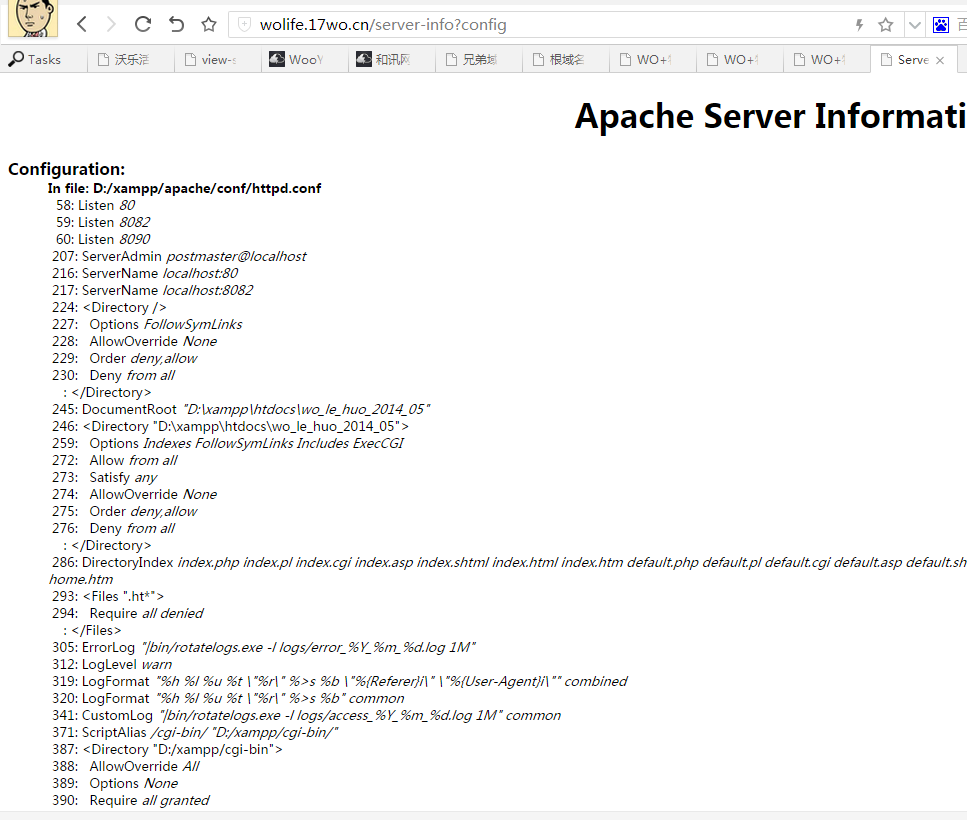 wolife.17wo.cn/server-info?config
Tasks 沃乐活 view-s WooY 和讯网 兄弟域 根域名 WO+ WO+ WO+ Serve
Apache Server Informati
Configuration:
In file: D:/xampp/apache/conf/httpd.conf
58: Listen 80
59: Listen 8082
60: Listen 8090
207: ServerAdmin postmaster@localhost
216: ServerName localhost:80
217: ServerName localhost:8082
224: <Directory />
227: Options FollowSymLinks
228: AllowOverride None
229: Order deny,allow
230: Deny from all
: </Directory>
245: DocumentRoot "D:\xampp\htdocs\wo_le_huo_2014_05"
246: <Directory "D:\xampp\htdocs\wo_le_huo_2014_05">
259: Options Indexes FollowSymLinks Includes ExecCGI
272: Allow from all
273: Satisfy any
274: AllowOverride None
275: Order deny,allow
276: Deny from all
: </Directory>
286: DirectoryIndex index.php index.pl index.cgi index.asp index.shtml index.html index.htm default.php default.pl default.cgi default.asp default.sh
home.htm
293: <Files ".ht*">
294: Require all denied
: </Files>
305: ErrorLog "|bin/rotatelogs.exe -l logs/error_%Y_%m_%d.log 1M"
312: LogLevel warn
319: LogFormat "%h %l %u %t \"%r\" %>s %b \"%{Referer}i\" \"%{User-Agent}i\"" combined
320: LogFormat "%h %l %u %t \"%r\" %>s %b" common
341: CustomLog "|bin/rotatelogs.exe -l logs/access_%Y_%m_%d.log 1M" common
371: ScriptAlias /cgi-bin/ "D:/xampp/cgi-bin/"
387: <Directory "D:/xampp/cgi-bin">
388: AllowOverride All
389: Options None
390: Require all granted